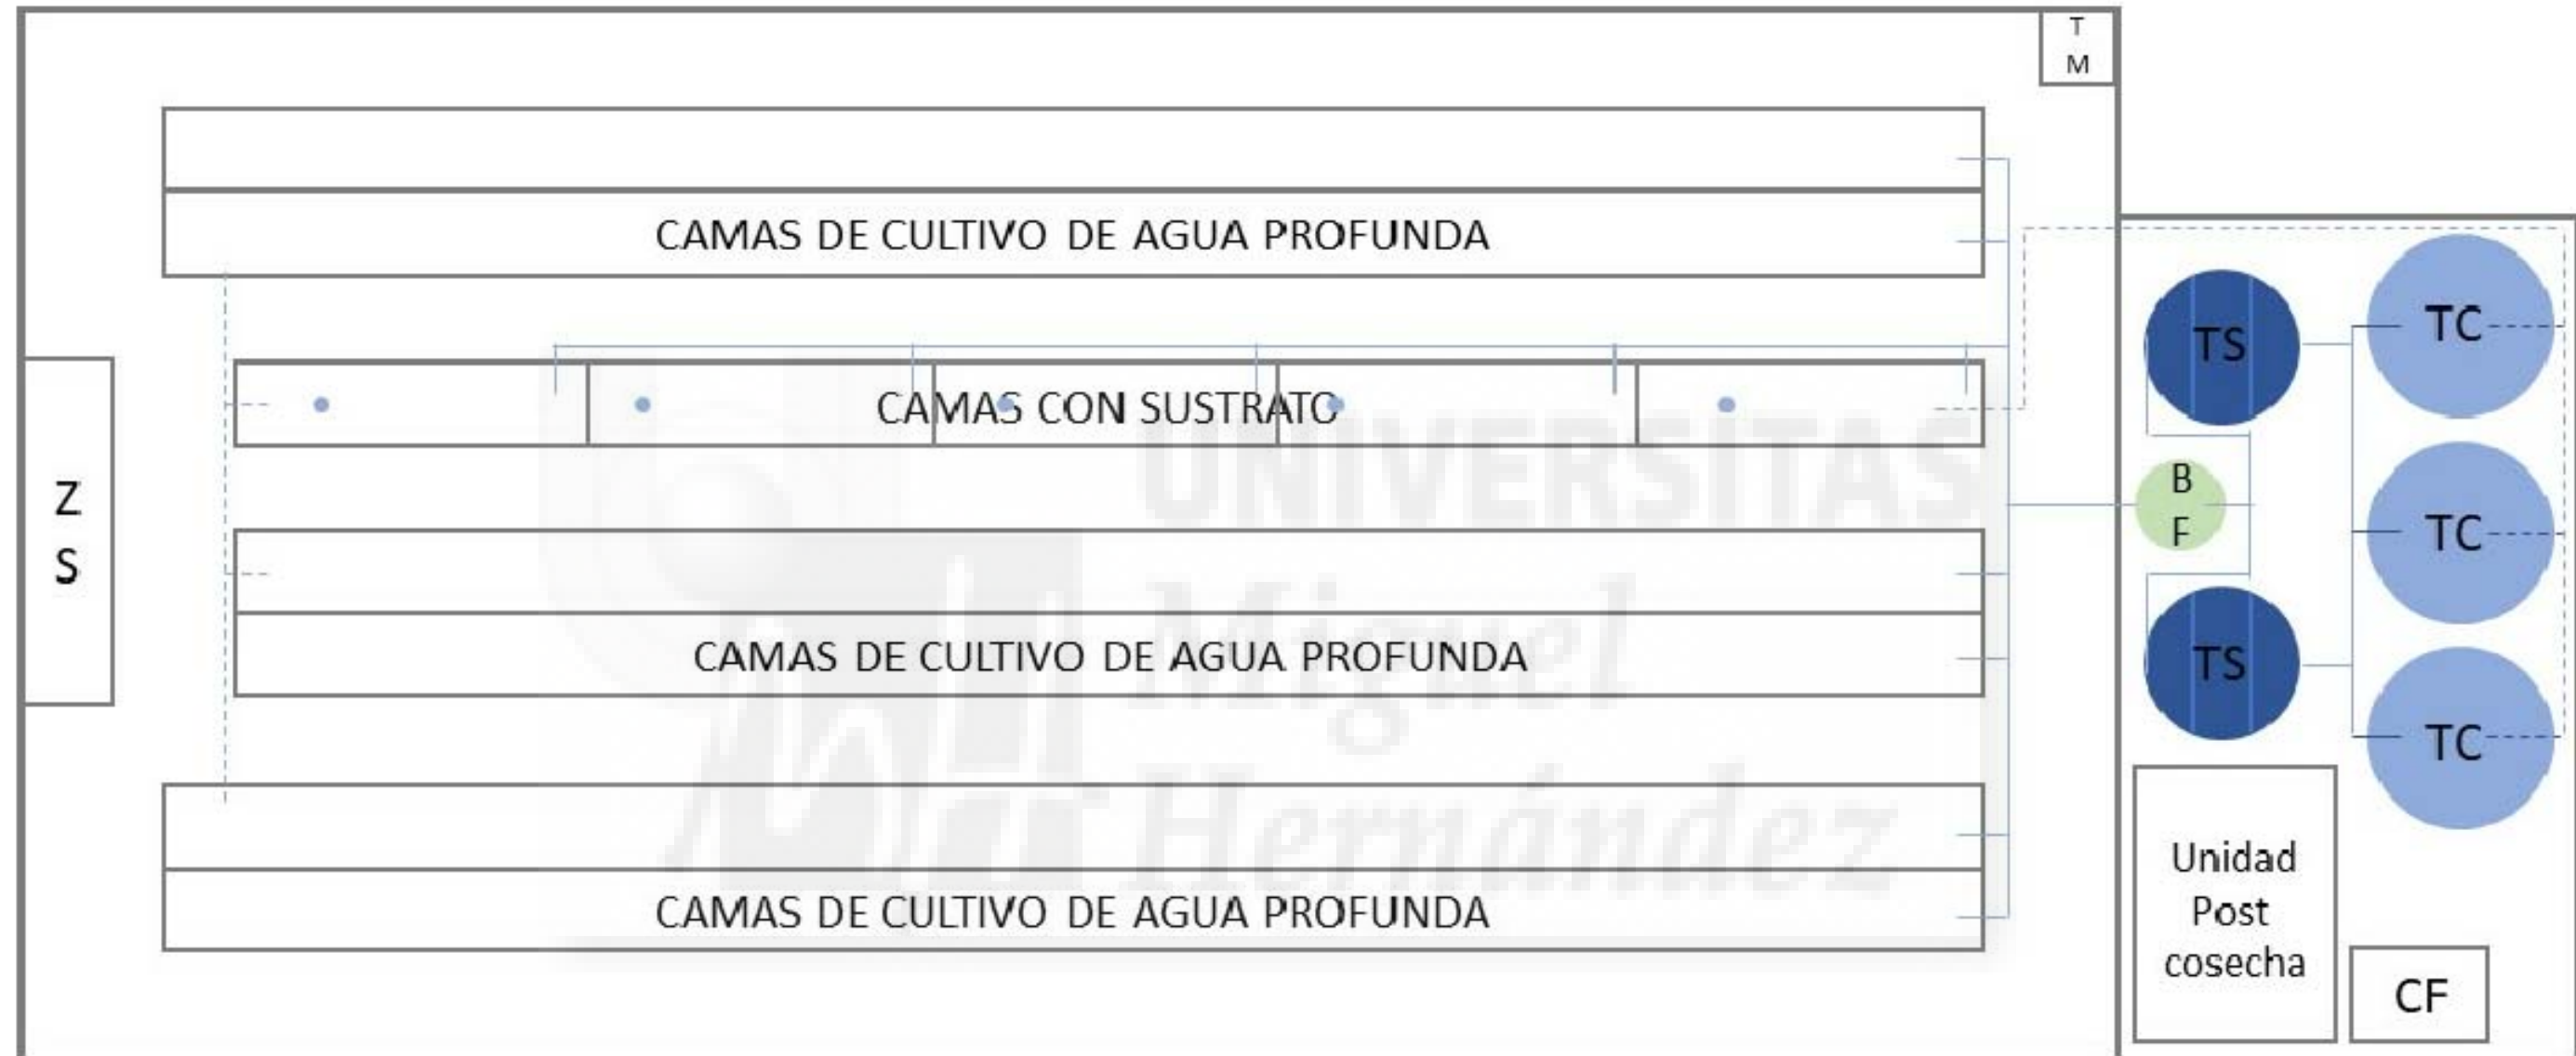 T
M
CAMAS DE CULTIVO DE AGUA PROFUNDA
TS
TC
CAMAS CON SUSTRATO
UNIVERSITAS
Z
S
B
F
TC
Miguel
CAMAS DE CULTIVO DE AGUA PROFUNDA
TS
TC
Hernández
CAMAS DE CULTIVO DE AGUA PROFUNDA
Unidad
Post
cosecha
CF